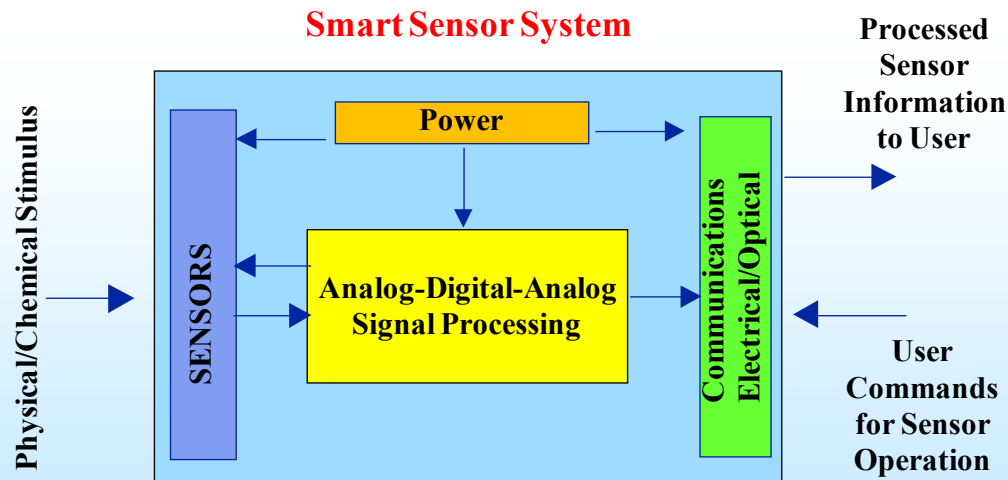 Smart Sensor System
Physical/Chemical Stimulus
SENSORS
Power
Analog-Digital-Analog
Signal Processing
Communications
Electrical/Optical
Processed
Sensor
Information
to User
User
Commands
for Sensor
Operation